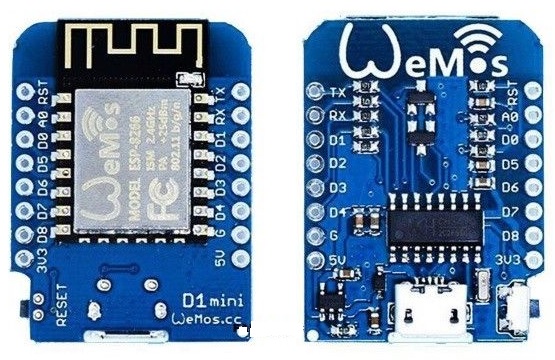 RST
A0
D0
D5
D6
D7
D8
3V3
TX
RX
D1
D2
D3
D4
G
5V
WeMos
MODEL ESP-8266
ISM 2.4GHz
PA +25dBm
802.11b/g/n
FC
RESET
D1 mini
WeMos.cc
WeMos
TX
RX
D1
D2
D3
D4
G
5V
RST
A0
D0
D5
D6
D7
D8
3V3